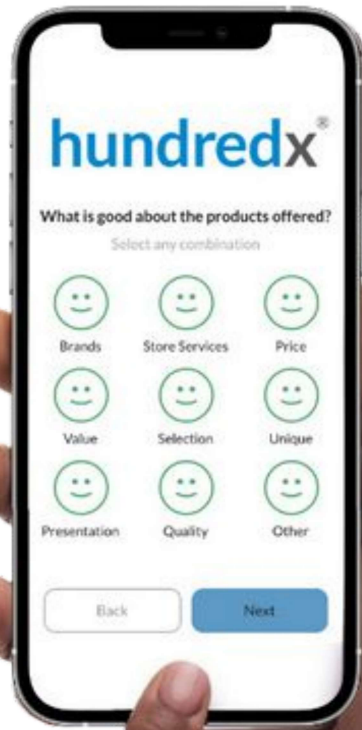 hundredx®
What is good about the products offered?
Select any combination
Brands Store Services Price
Value Selection Unique
Presentation Quality Other
Back Next